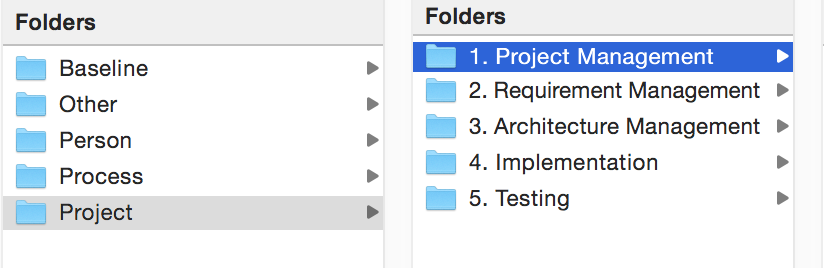 Folders
Baseline
Other
Person
Process
Project
Folders
1. Project Management
2. Requirement Management
3. Architecture Management
4. Implementation
5. Testing